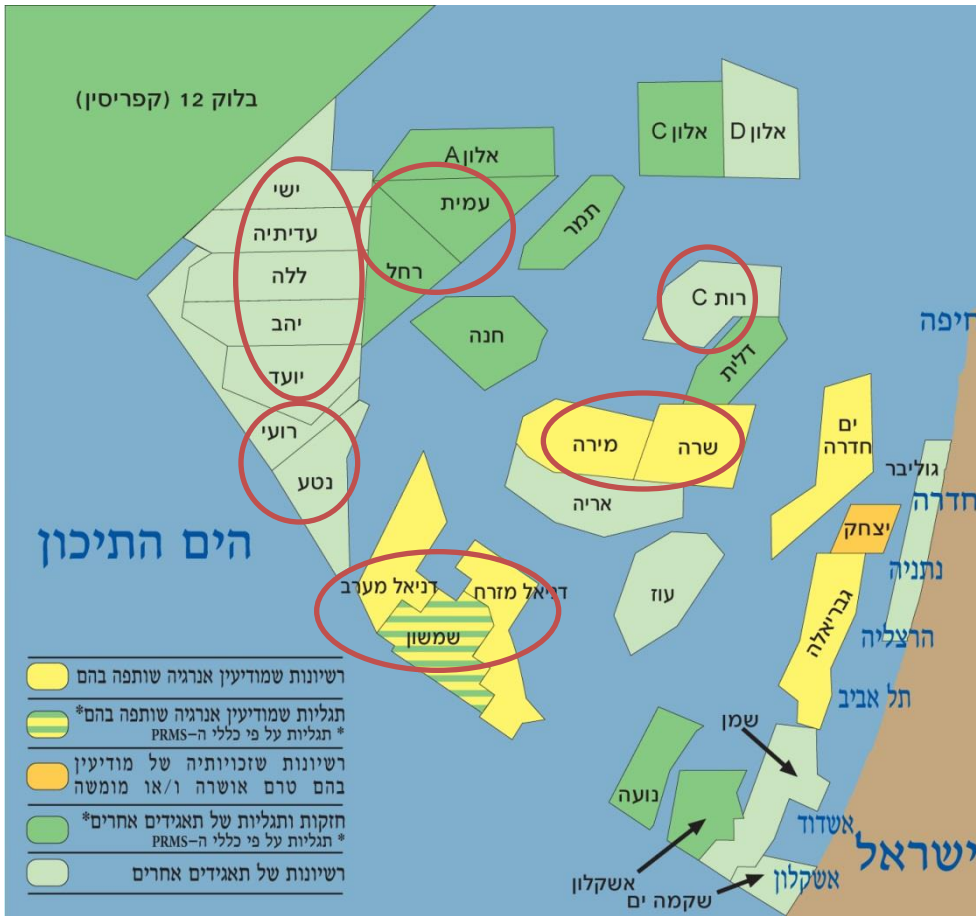 בלוק 12 (קפריסין)
אלון D
אלון C
אלון A
עמית
תמר
ישי
עדיתיה
ללה
רחל
יהב
יועד
רועי
נטע
חנה
רות C
דלית
חיפה
מירה
שרה
אריה
ים
חדרה
גוליבר
חדרה
יצחק
נתניה
גבריאלה
הרצליה
תל אביב
הים התיכון
דניאל מערב
דניאל מזרח
שמשון
עוז
שמן
נועה
אשדוד
ישראל
אשקלון
אשקלון
שקמה ים
רשיונות שמודיעין אנרגיה שותפה בהם
תגליות שמודיעין אנרגיה שותפה בהם*
* תגליות על פי כללי ה-PRMS
רשיונות שזכויותיה של מודיעין
בהם טרם אושרה ו/או מומשה
חזקות ותגליות של תאגידים אחרים*
* תגליות על פי כללי ה-PRMS
רשיונות של תאגידים אחרים